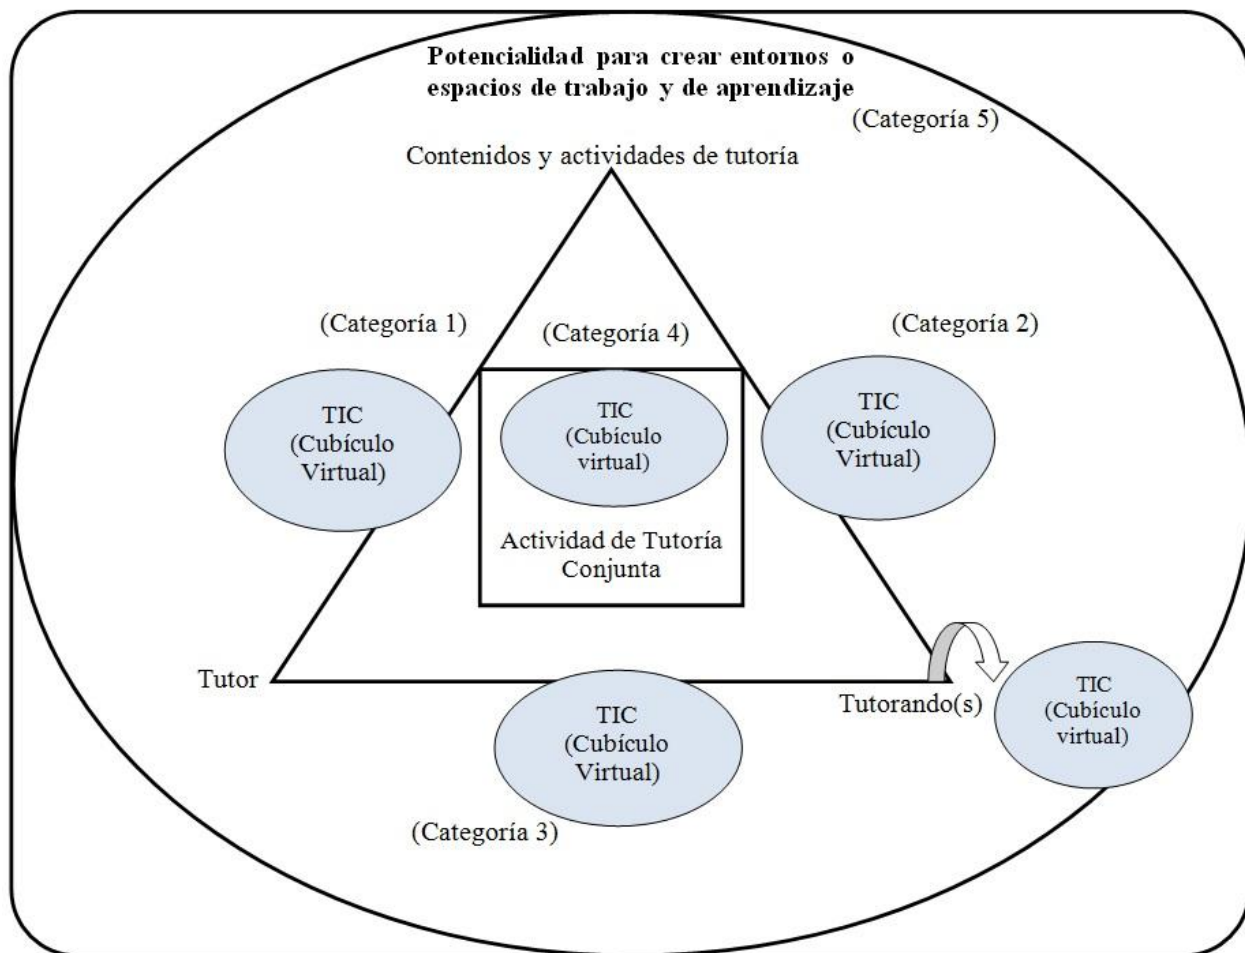 Potencialidad para crear entornos o
espacios de trabajo y de aprendizaje
(Categoría 5)
Contenidos y actividades de tutoría
(Categoría 1)
(Categoría 4)
(Categoría 2)
TIC
(Cubículo
Virtual)
TIC
(Cubículo
virtual)
TIC
(Cubículo
Virtual)
Actividad de Tutoría
Conjunta
Tutor
Tutorando(s)
TIC
(Cubículo
Virtual)
TIC
(Cubículo
virtual)
(Categoría 3)